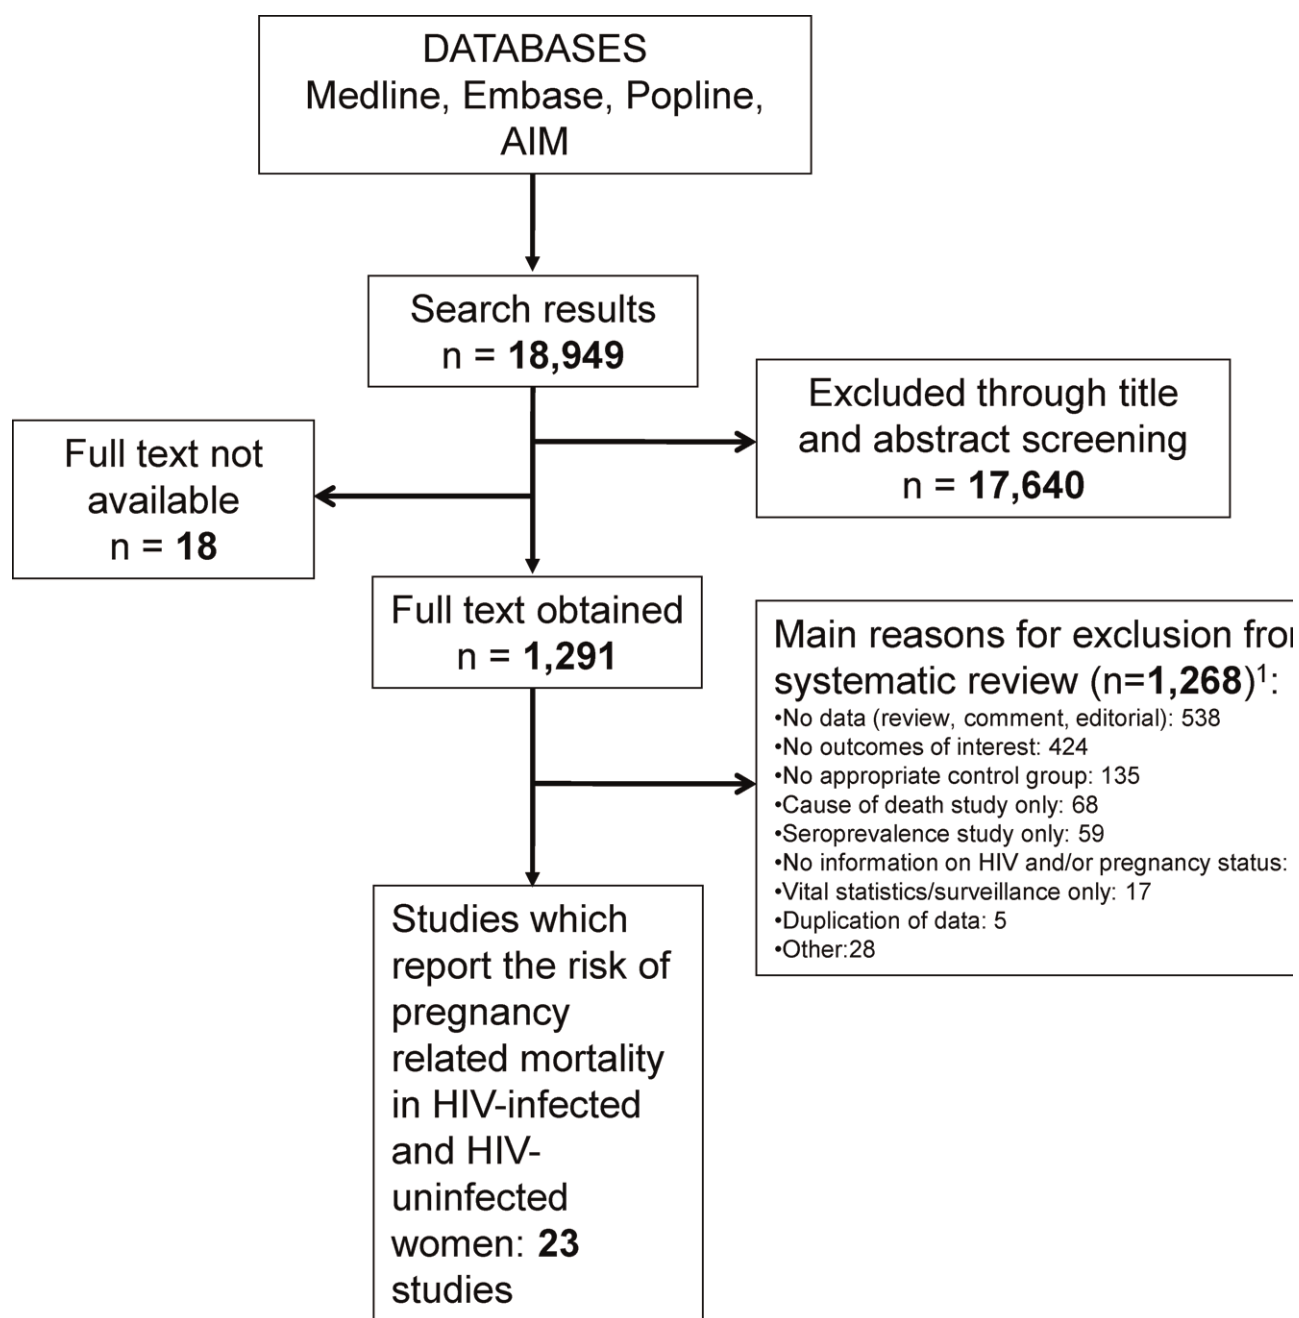 DATABASES
Medline, Embase, Popline,
AIM
Search results
n = 18,949
Excluded through title
and abstract screening
n = 17,640
Full text not
available
n = 18
Full text obtained
n = 1,291
Main reasons for exclusion
systematic review (n=1,268)¹:
•No data (review, comment, editorial): 538
•No outcomes of interest: 424
•No appropriate control group: 135
•Cause of death study only: 68
•Seroprevalence study only: 59
•No information on HIV and/or pregnancy status:
•Vital statistics/surveillance only: 17
•Duplication of data: 5
•Other:28
Studies which
report the risk of
pregnancy
related mortality
in HIV-infected
and HIV-
uninfected
women: 23
studies